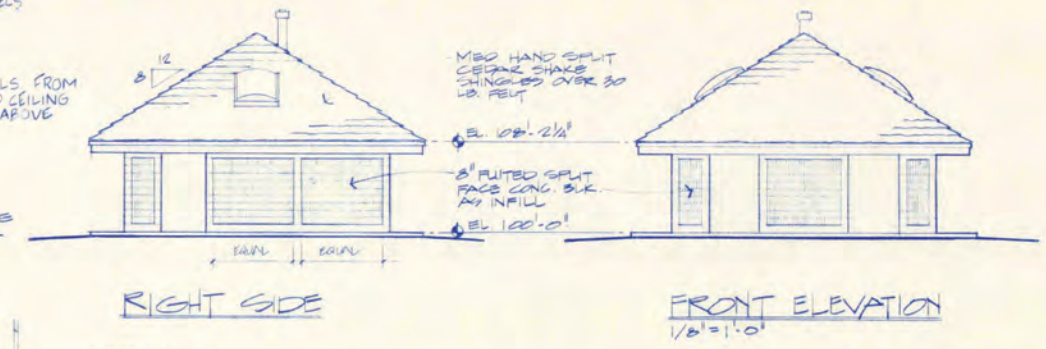 LS FROM
CEILING
ABOVE
12
8
MED HAND SPLIT
CEDAR SHAKE
SHINGLES OVER 30
LB. FELT
EL. 108'-2¼"
8" FLUTED SPLIT
FACE CONC. BLK.
AS INFILL
EL. 100'-0"
EQUAL EQUAL
RIGHT SIDE
FRONT ELEVATION
1/8"=1'-0"